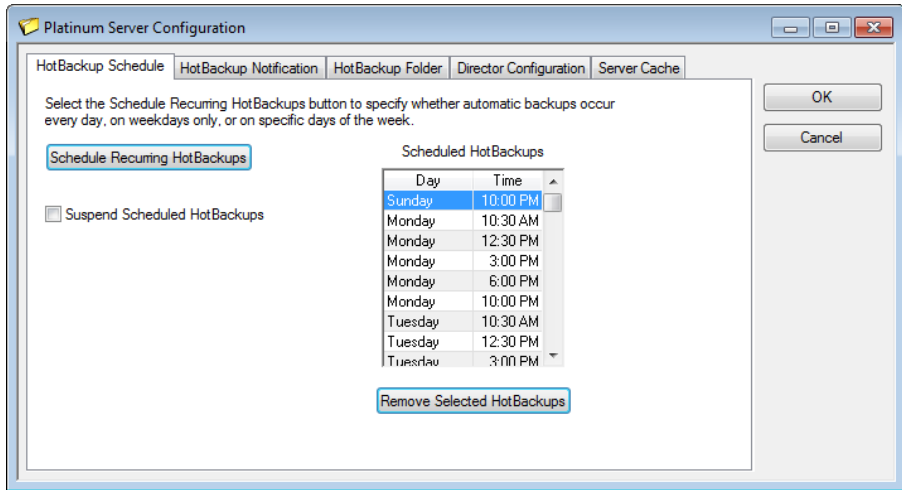 Platinum Server Configuration
HotBackup Schedule HotBackup Notification HotBackup Folder Director Configuration Server Cache
Select the Schedule Recurring HotBackups button to specify whether automatic backups occur
every day, on weekdays only, or on specific days of the week.
OK
Cancel
Schedule Recurring HotBackups
Suspend Scheduled HotBackups
Scheduled HotBackups
Day Time
Sunday 10:00 PM
Monday 10:30 AM
Monday 12:30 PM
Monday 3:00 PM
Monday 6:00 PM
Monday 10:00 PM
Tuesday 10:30 AM
Tuesday 12:30 PM
Tuesday 3:00 PM
Remove Selected HotBackups